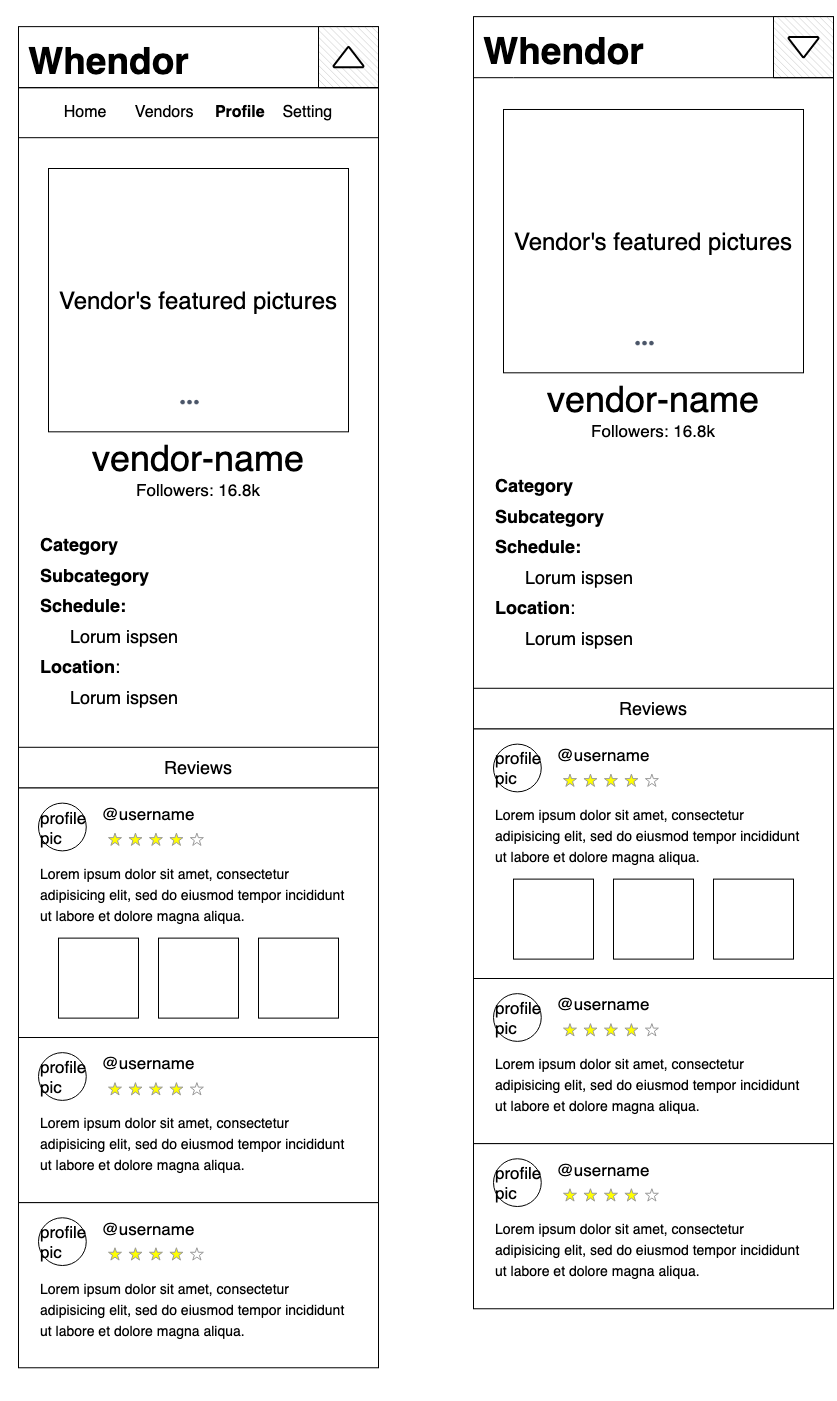 Whendor
Home Vendors Profile Setting
Vendor's featured pictures
vendor-name
Followers: 16.8k
Category
Subcategory
Schedule:
Lorum ispsen
Location:
Lorum ispsen
Reviews
profile
pic
@username
Lorem ipsum dolor sit amet, consectetur
adipisicing elit, sed do eiusmod tempor incididunt
ut labore et dolore magna aliqua.
profile
pic
@username
Lorem ipsum dolor sit amet, consectetur
adipisicing elit, sed do eiusmod tempor incididunt
ut labore et dolore magna aliqua.
profile
pic
@username
Lorem ipsum dolor sit amet, consectetur
adipisicing elit, sed do eiusmod tempor incididunt
ut labore et dolore magna aliqua.
Whendor
Vendor's featured pictures
vendor-name
Followers: 16.8k
Category
Subcategory
Schedule:
Lorum ispsen
Location:
Lorum ispsen
Reviews
profile
pic
@username
Lorem ipsum dolor sit amet, consectetur
adipisicing elit, sed do eiusmod tempor incididunt
ut labore et dolore magna aliqua.
profile
pic
@username
Lorem ipsum dolor sit amet, consectetur
adipisicing elit, sed do eiusmod tempor incididunt
ut labore et dolore magna aliqua.
profile
pic
@username
Lorem ipsum dolor sit amet, consectetur
adipisicing elit, sed do eiusmod tempor incididunt
ut labore et dolore magna aliqua.